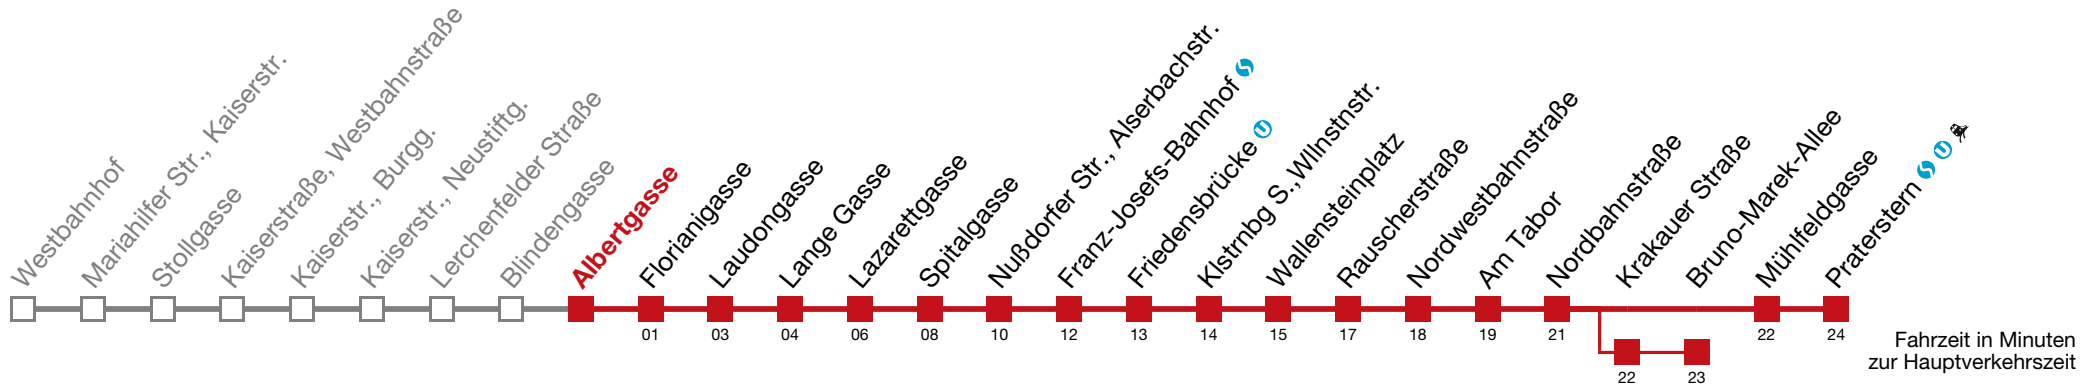 Westbahnhof
Mariahilfer Str., Kaiserstr.
Stollgasse
Kaiserstraße, Westbahnstraße
Kaiserstr., Burgg.
Kaiserstr., Neustiftg.
Lerchenfelder Straße
Blindengasse
Albertgasse
Florianigasse
Laudongasse
Lange Gasse
Lazarettgasse
Spitalgasse
Nußdorfer Str., Alserbachstr.
Franz-Josefs-Bahnhof
Friedensbrücke
Klstrnbg S.,Wllnstnstr.
Wallensteinplatz
Rauscherstraße
Nordwestbahnstraße
Am Tabor
Nordbahnstraße
Krakauer Straße
Bruno-Marek-Allee
Mühlfeldgasse
Praterstern
01 03 04 06 08 10 12 13 14 15 17 18 19 21 22 24
22 23
Fahrzeit in Minuten
zur Hauptverkehrszeit